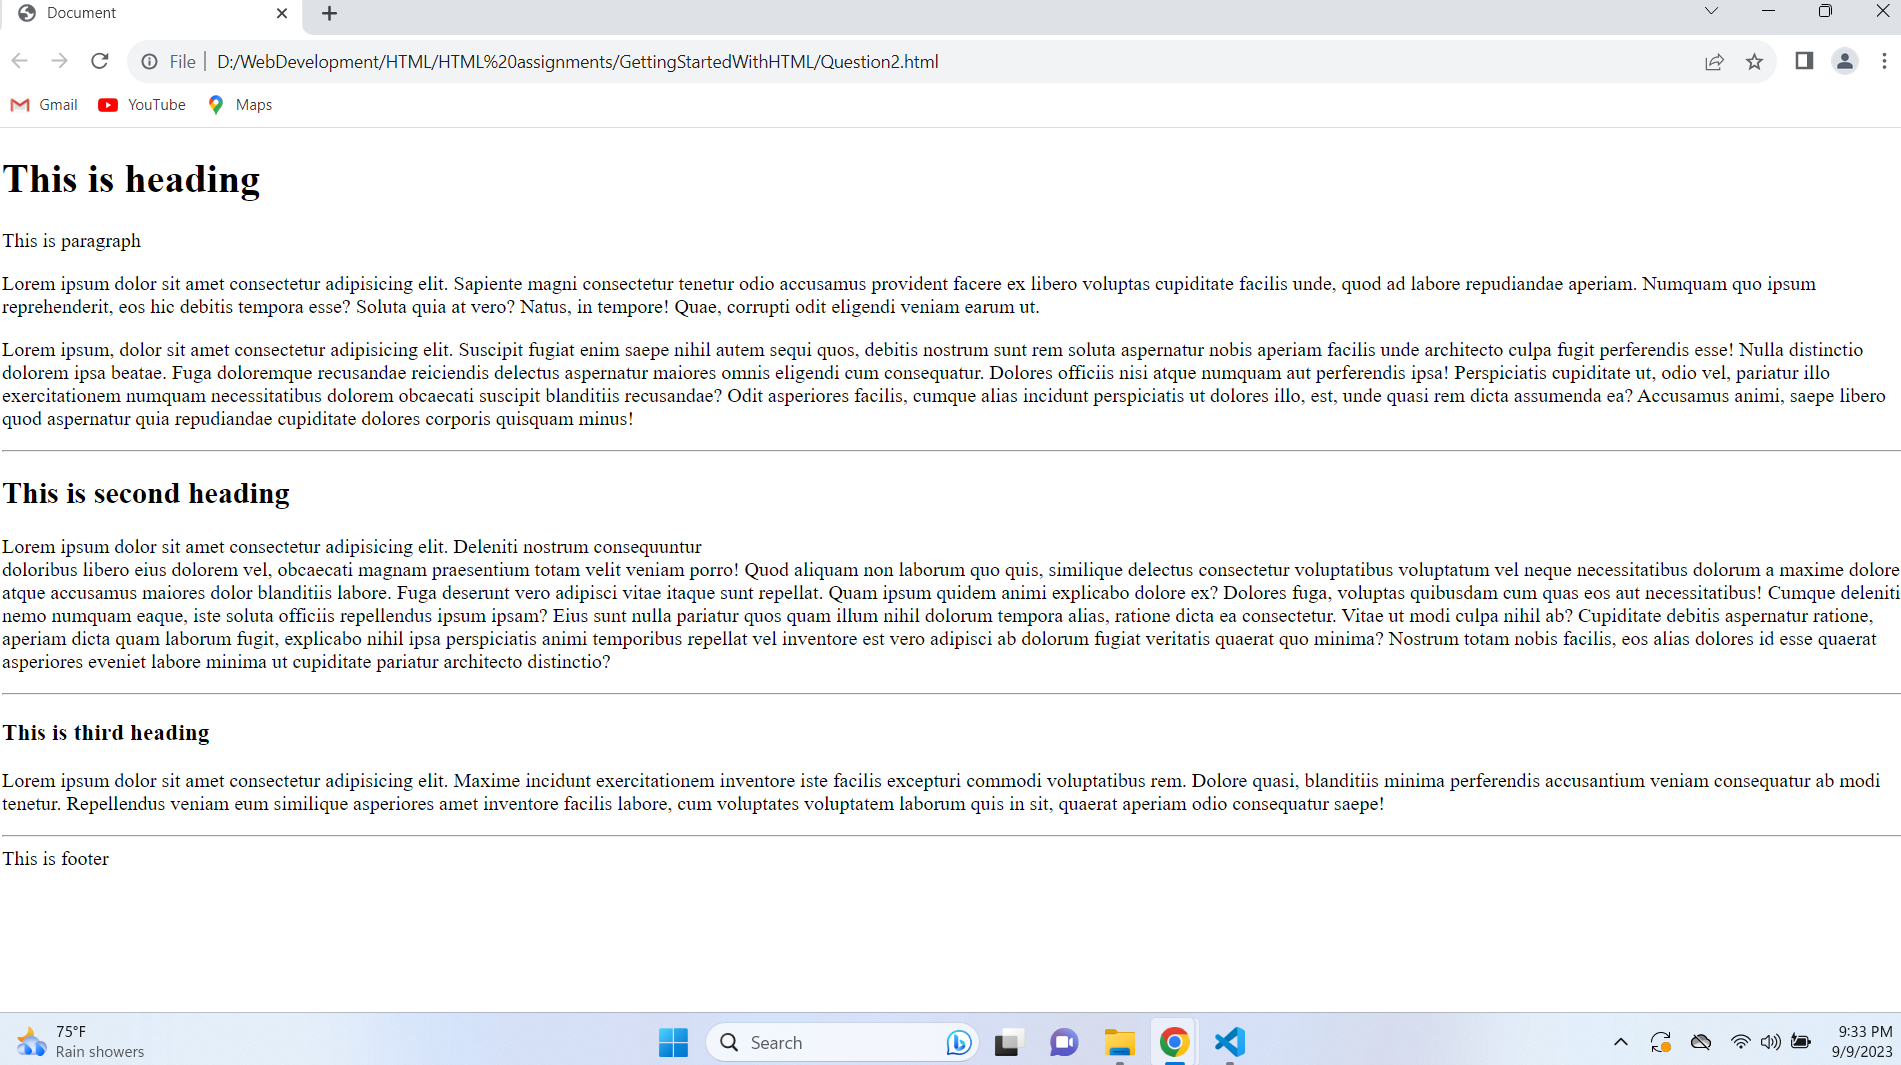 Document
File | D:/WebDevelopment/HTML/HTML%20assignments/GettingStartedWithHTML/Question2.html
Gmail YouTube Maps
This is heading
This is paragraph
Lorem ipsum dolor sit amet consectetur adipisicing elit. Sapiente magni consectetur tenetur odio accusamus provident facere ex libero voluptas cupiditate facilis unde, quod ad labore repudiandae aperiam. Numquam quo ipsum
reprehenderit, eos hic debitis tempora esse? Soluta quia at vero? Natus, in tempore! Quae, corrupti odit eligendi veniam earum ut.
Lorem ipsum, dolor sit amet consectetur adipisicing elit. Suscipit fugiat enim saepe nihil autem sequi quos, debitis nostrum sunt rem soluta aspernatur nobis aperiam facilis unde architecto culpa fugit perferendis esse! Nulla distinctio
dolorem ipsa beatae. Fuga doloremque recusandae reiciendis delectus aspernatur maiores omnis eligendi cum consequatur. Dolores officiis nisi atque numquam aut perferendis ipsa! Perspiciatis cupiditate ut, odio vel, pariatur illo
exercitationem numquam necessitatibus dolorem obcaecati suscipit blanditiis recusandae? Odit asperiores facilis, cumque alias incidunt perspiciatis ut dolores illo, est, unde quasi rem dicta assumenda ea? Accusamus animi, saepe libero
quod aspernatur quia repudiandae cupiditate dolores corporis quisquam minus!
This is second heading
Lorem ipsum dolor sit amet consectetur adipisicing elit. Deleniti nostrum consequuntur
doloribus libero eius dolorem vel, obcaecati magnam praesentium totam velit veniam porro! Quod aliquam non laborum quo quis, similique delectus consectetur voluptatibus voluptatum vel neque necessitatibus dolorum a maxime dolore
atque accusamus maiores dolor blanditiis labore. Fuga deserunt vero adipisci vitae itaque sunt repellat. Quam ipsum quidem animi explicabo dolore ex? Dolores fuga, voluptas quibusdam cum quas eos aut necessitatibus! Cumque deleniti
nemo numquam eaque, iste soluta officiis repellendus ipsum ipsam? Eius sunt nulla pariatur quos quam illum nihil dolorum tempora alias, ratione dicta ea consectetur. Vitae ut modi culpa nihil ab? Cupiditate debitis aspernatur ratione,
aperiam dicta quam laborum fugit, explicabo nihil ipsa perspiciatis animi temporibus repellat vel inventore est vero adipisci ab dolorum fugiat veritatis quaerat quo minima? Nostrum totam nobis facilis, eos alias dolores id esse quaerat
asperiores eveniet labore minima ut cupiditate pariatur architecto distinctio?
This is third heading
Lorem ipsum dolor sit amet consectetur adipisicing elit. Maxime incidunt exercitationem inventore iste facilis excepturi commodi voluptatibus rem. Dolore quasi, blanditiis minima perferendis accusantium veniam consequatur ab modi
tenetur. Repellendus veniam eum similique asperiores amet inventore facilis labore, cum voluptates voluptatem laborum quis in sit, quaerat aperiam odio consequatur saepe!
This is footer
75°F
Rain showers
Search
9:33 PM
9/9/2023